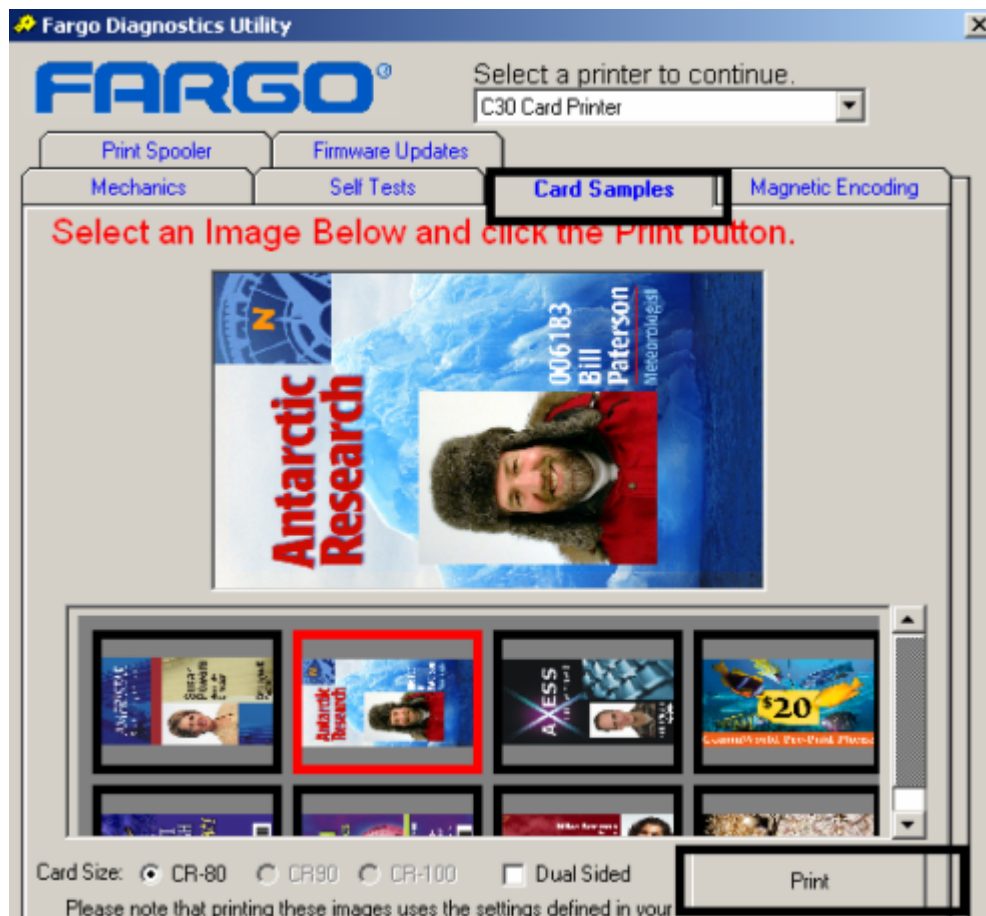 Fargo Diagnostics Utility
FARGO®
Select a printer to continue.
C30 Card Printer
Print Spooler
Firmware Updates
Mechanics
Self Tests
Card Samples
Magnetic Encoding
Select an Image Below and click the Print button.
N
Antarctic
Research
006183
Bill
Paterson
Meteorologist
Antarctic
Research
AXESS
$20
Card Size: CR-80 CR90 CR-100 Dual Sided
Print
Please note that printing these images uses the settings defined in your